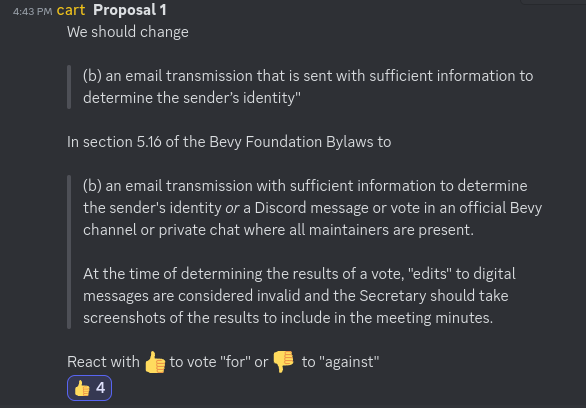 4:43 PM cart Proposal 1
We should change
(b) an email transmission that is sent with sufficient information to
determine the sender's identity"
In section 5.16 of the Bevy Foundation Bylaws to
(b) an email transmission with sufficient information to determine
the sender's identity or a Discord message or vote in an official Bevy
channel or private chat where all maintainers are present.
At the time of determining the results of a vote, "edits" to digital
messages are considered invalid and the Secretary should take
screenshots of the results to include in the meeting minutes.
React with 👍 to vote "for" or 👎 to "against"
👍 4